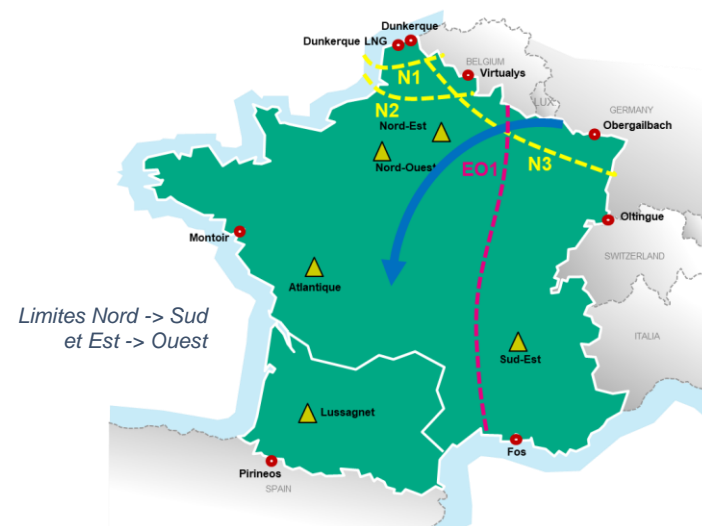 Dunkerque
Dunkerque LNG
BELGIUM
Virtualys
N1
LUX
N2
GERMANY
Obergailbach
Nord-Est
Nord-Ouest
EO1
N3
Oltingue
Montoir
SWITZERLAND
Atlantique
Limites Nord -> Sud
et Est -> Ouest
ITALIA
Sud-Est
Lussagnet
Fos
Pirineos
SPAIN